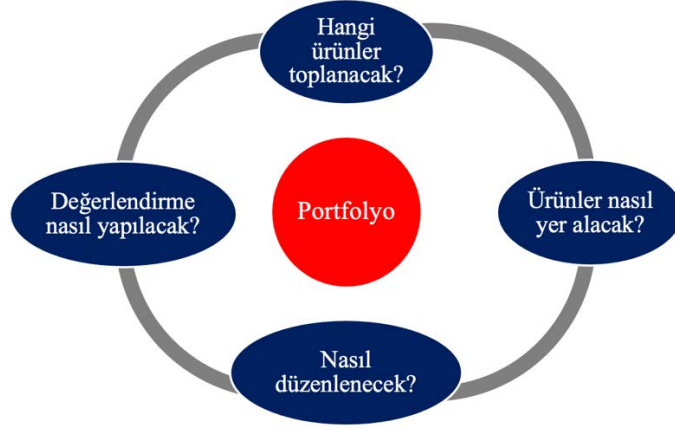 Hangi
ürünler
toplanacak?
Değerlendirme
nasıl yapılacak?
Portfolyo
Ürünler nasıl
yer alacak?
Nasıl
düzenlenecek?